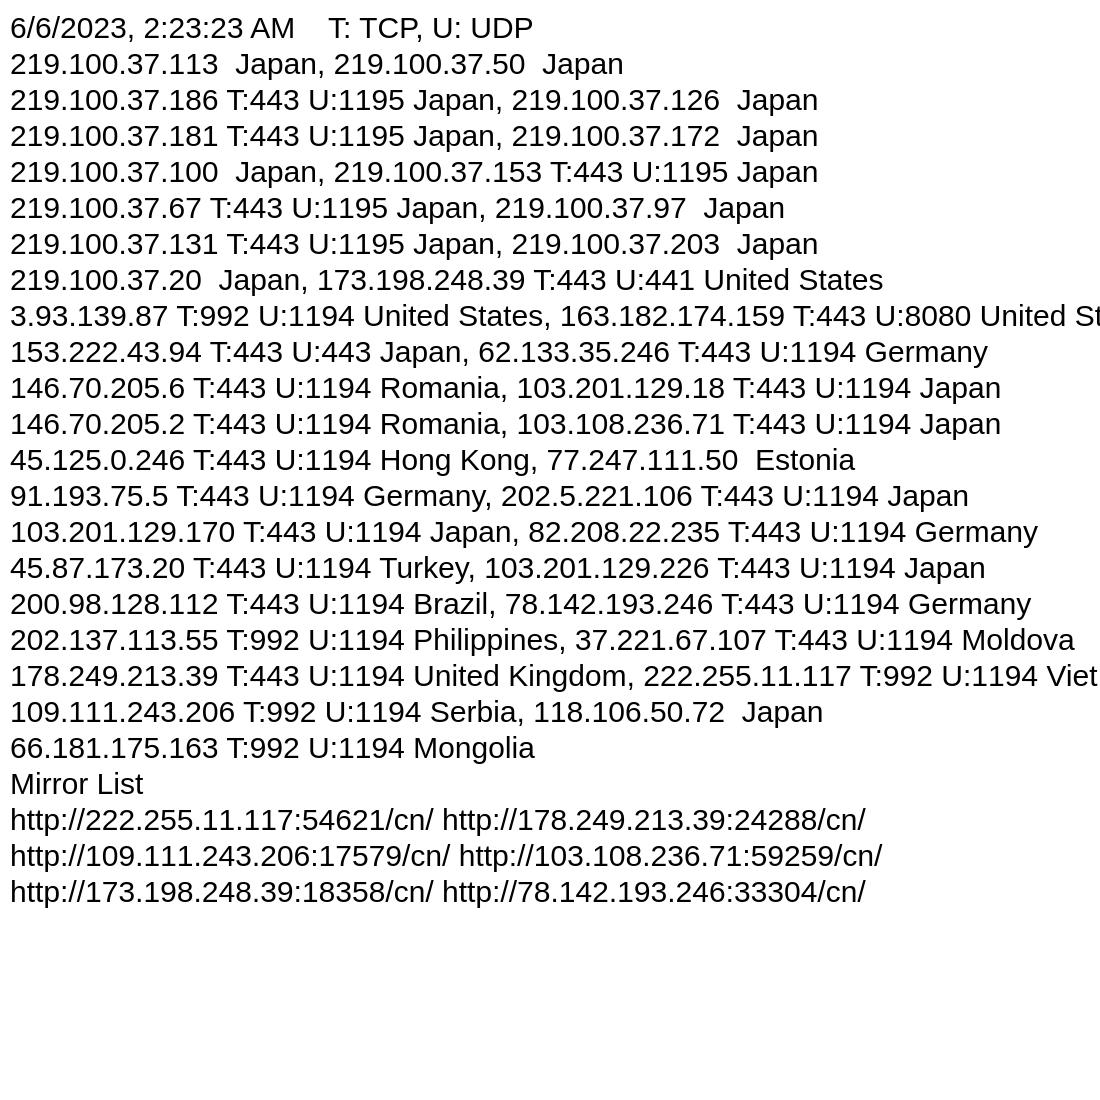 6/6/2023, 2:23:23 AM    T: TCP, U: UDP
219.100.37.113  Japan, 219.100.37.50  Japan
219.100.37.186 T:443 U:1195 Japan, 219.100.37.126  Japan
219.100.37.181 T:443 U:1195 Japan, 219.100.37.172  Japan
219.100.37.100  Japan, 219.100.37.153 T:443 U:1195 Japan
219.100.37.67 T:443 U:1195 Japan, 219.100.37.97  Japan
219.100.37.131 T:443 U:1195 Japan, 219.100.37.203  Japan
219.100.37.20  Japan, 173.198.248.39 T:443 U:441 United States
3.93.139.87 T:992 U:1194 United States, 163.182.174.159 T:443 U:8080 United St
153.222.43.94 T:443 U:443 Japan, 62.133.35.246 T:443 U:1194 Germany
146.70.205.6 T:443 U:1194 Romania, 103.201.129.18 T:443 U:1194 Japan
146.70.205.2 T:443 U:1194 Romania, 103.108.236.71 T:443 U:1194 Japan
45.125.0.246 T:443 U:1194 Hong Kong, 77.247.111.50  Estonia
91.193.75.5 T:443 U:1194 Germany, 202.5.221.106 T:443 U:1194 Japan
103.201.129.170 T:443 U:1194 Japan, 82.208.22.235 T:443 U:1194 Germany
45.87.173.20 T:443 U:1194 Turkey, 103.201.129.226 T:443 U:1194 Japan
200.98.128.112 T:443 U:1194 Brazil, 78.142.193.246 T:443 U:1194 Germany
202.137.113.55 T:992 U:1194 Philippines, 37.221.67.107 T:443 U:1194 Moldova
178.249.213.39 T:443 U:1194 United Kingdom, 222.255.11.117 T:992 U:1194 Viet
109.111.243.206 T:992 U:1194 Serbia, 118.106.50.72  Japan
66.181.175.163 T:992 U:1194 Mongolia
Mirror List
http://222.255.11.117:54621/cn/ http://178.249.213.39:24288/cn/
http://109.111.243.206:17579/cn/ http://103.108.236.71:59259/cn/
http://173.198.248.39:18358/cn/ http://78.142.193.246:33304/cn/